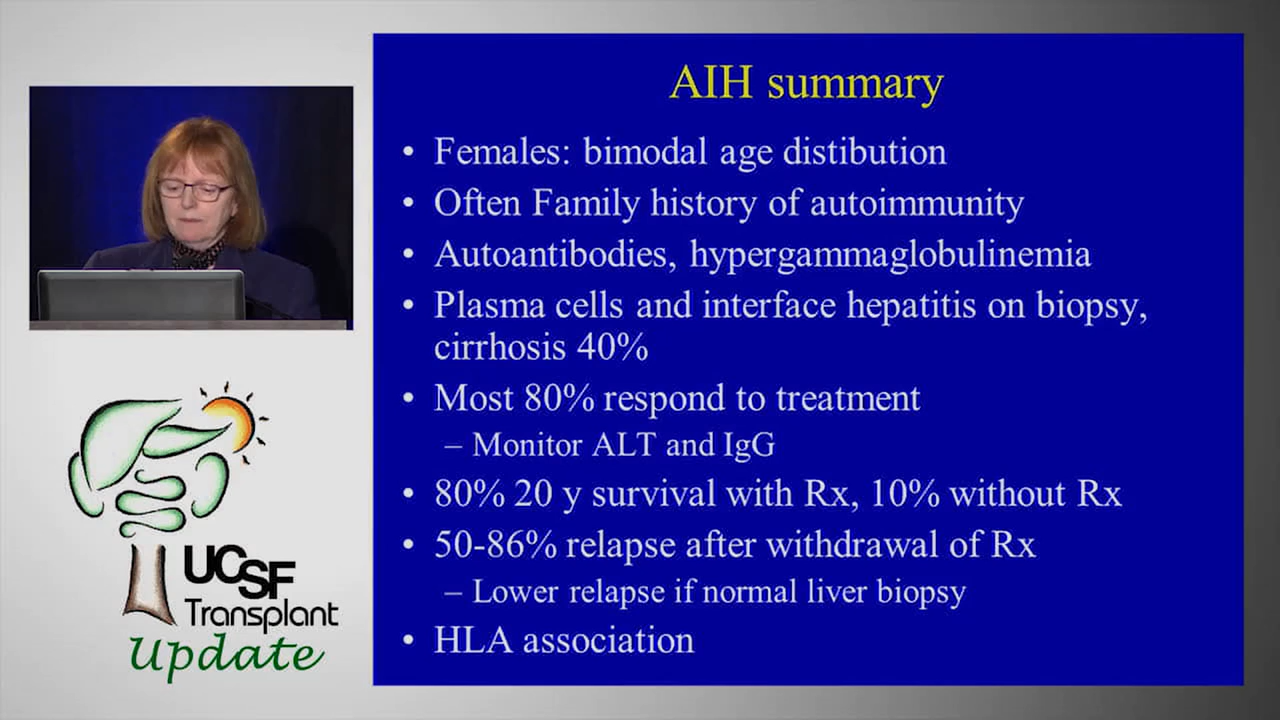 AIH summary
• Females: bimodal age distibution
• Often Family history of autoimmunity
• Autoantibodies, hypergammaglobulinemia
• Plasma cells and interface hepatitis on biopsy,
cirrhosis 40%
• Most 80% respond to treatment
– Monitor ALT and IgG
• 80% 20 y survival with Rx, 10% without Rx
• 50-86% relapse after withdrawal of Rx
– Lower relapse if normal liver biopsy
• HLA association
UCSF
Transplant
Update